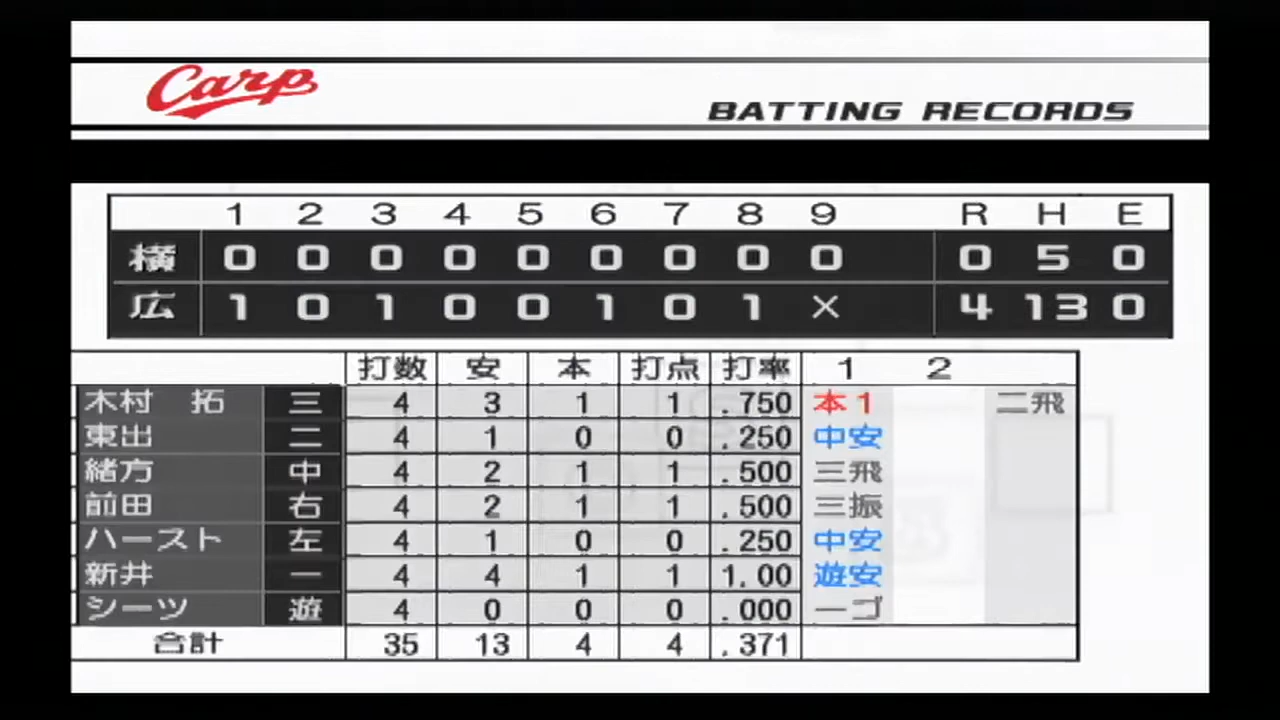 Carp
BATTING RECORDS
1 2 3 4 5 6 7 8 9 R H E
横 0 0 0 0 0 0 0 0 0 0 5 0
広 1 0 1 0 0 1 0 1 × 4 13 0
打数 安 本 打点 打率 1 2
木村 拓 三 4 3 1 1 .750 本1 二飛
東出 二 4 1 0 0 .250 中安
緒方 中 4 2 1 1 .500 三飛
前田 右 4 2 1 1 .500 三振
ハースト 左 4 1 0 0 .250 中安
新井 一 4 4 1 1 1.00 遊安
シーツ 遊 4 0 0 0 .000 一ゴ
合計 35 13 4 4 .371